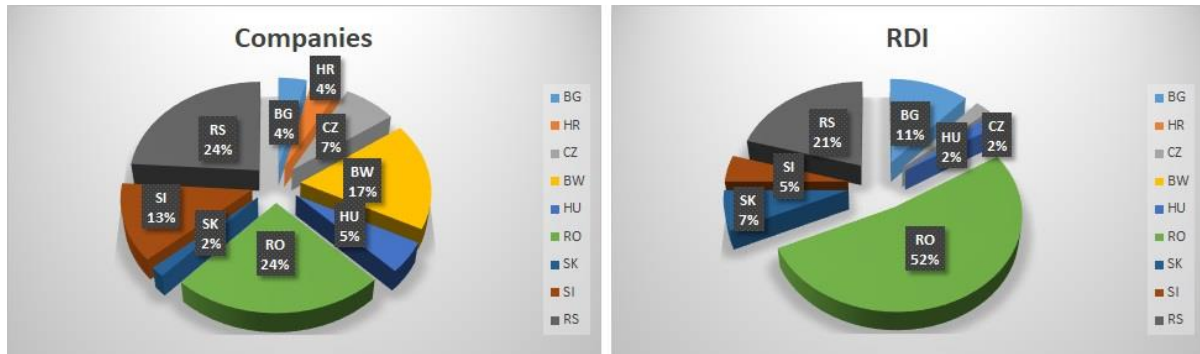 Companies
HR
4%
BG
4%
CZ
7%
RS
24%
BW
17%
SI
13%
HU
5%
SK
2%
RO
24%
BG
HR
CZ
BW
HU
RO
SK
SI
RS
RDI
BG
11%
CZ
2%
HU
2%
RS
21%
SI
5%
SK
7%
RO
52%
BG
HR
CZ
BW
HU
RO
SK
SI
RS